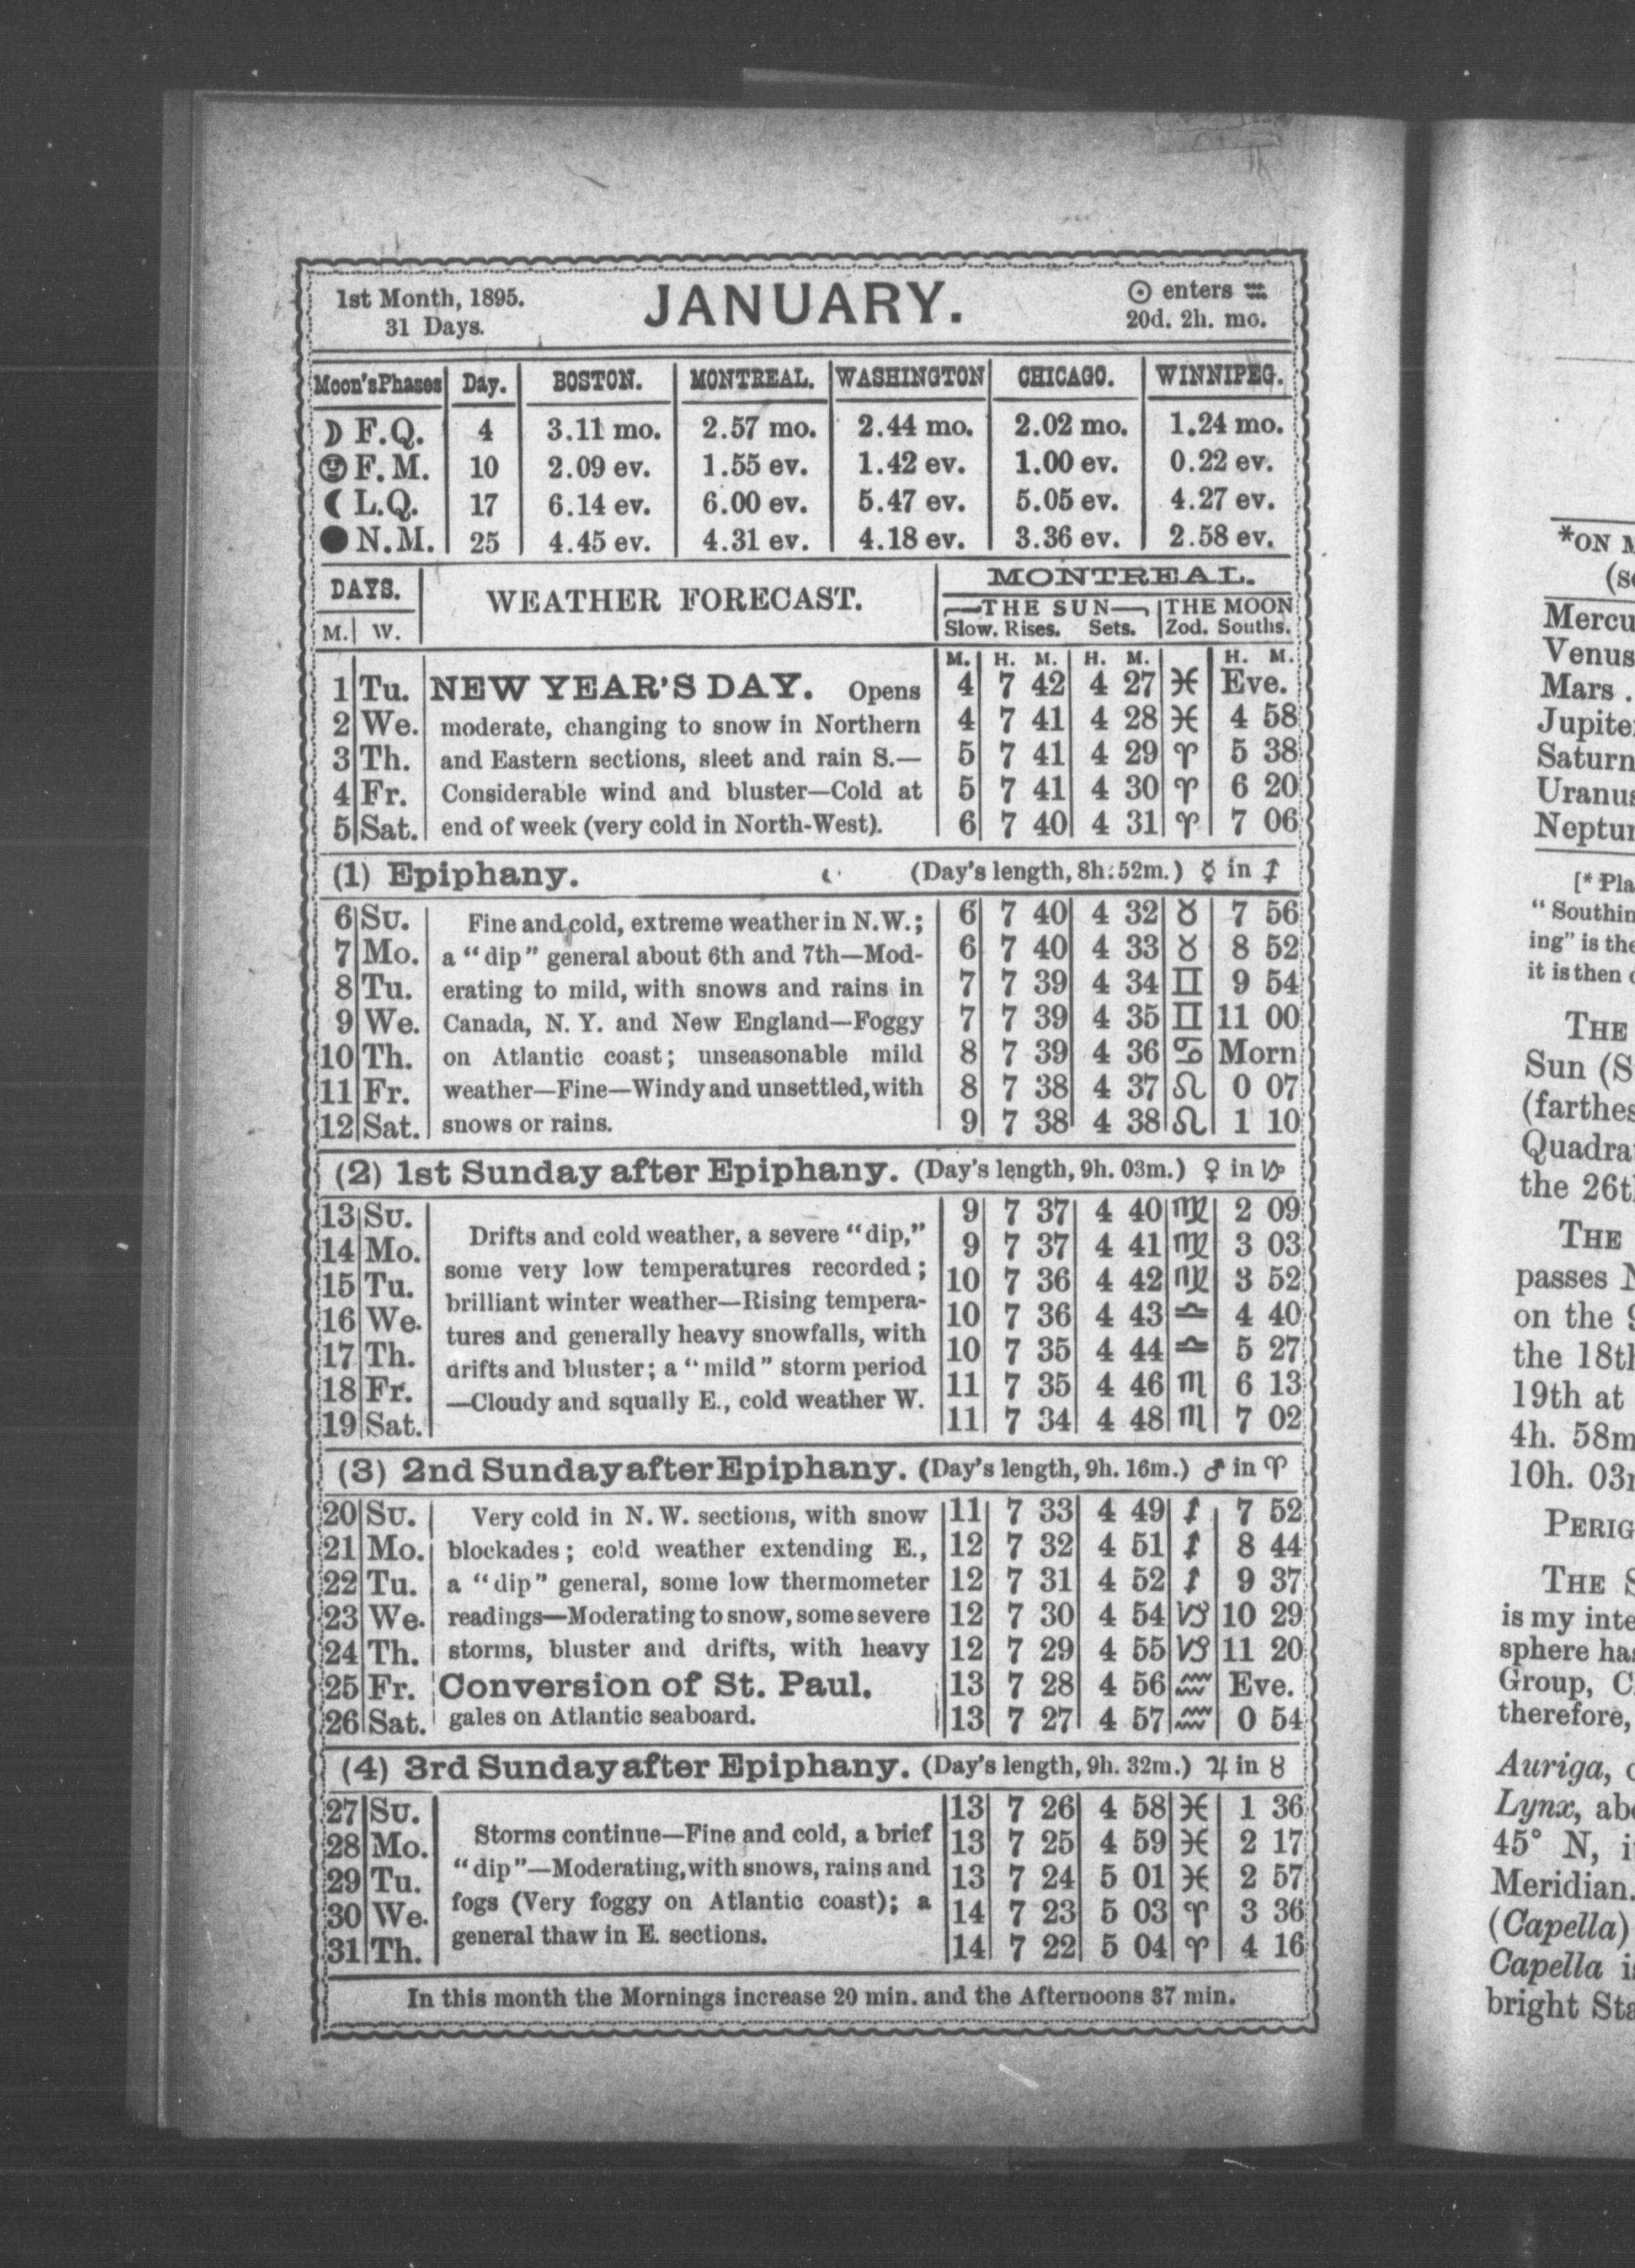 1st Month, 1895. JANUARY. ☉ enters ♒
31 Days. 20d. 2h. mo.
Moon's Phases Day. BOSTON. MONTREAL. WASHINGTON CHICAGO. WINNIPEG.
☽ F.Q. 4 3.11 mo. 2.57 mo. 2.44 mo. 2.02 mo. 1.24 mo.
F.M. 10 2.09 ev. 1.55 ev. 1.42 ev. 1.00 ev. 0.22 ev.
☾ L.Q. 17 6.14 ev. 6.00 ev. 5.47 ev. 5.05 ev. 4.27 ev.
● N.M. 25 4.45 ev. 4.31 ev. 4.18 ev. 3.36 ev. 2.58 ev.
DAYS. WEATHER FORECAST. MONTREAL.
THE SUN THE MOON
M. W. Slow. Rises. Sets. Zod. Souths.
M. H. M. H. M. H. M.
1 Tu. NEW YEAR'S DAY. Opens 4 7 42 4 27 ♓ Eve.
2 We. moderate, changing to snow in Northern 4 7 41 4 28 ♓ 4 58
3 Th. and Eastern sections, sleet and rain S.— 5 7 41 4 29 ♈ 5 38
4 Fr. Considerable wind and bluster—Cold at 5 7 41 4 30 ♈ 6 20
5 Sat. end of week (very cold in North-West). 6 7 40 4 31 ♈ 7 06
(1) Epiphany. (Day's length, 8h. 52m.) ☿ in ♐
6 Su. Fine and cold, extreme weather in N.W.; 6 7 40 4 32 ♉ 7 56
7 Mo. a "dip" general about 6th and 7th—Mod- 6 7 40 4 33 ♉ 8 52
8 Tu. erating to mild, with snows and rains in 7 7 39 4 34 ♊ 9 54
9 We. Canada, N. Y. and New England—Foggy 7 7 39 4 35 ♊ 11 00
10 Th. on Atlantic coast; unseasonable mild 8 7 39 4 36 ♋ Morn
11 Fr. weather—Fine—Windy and unsettled, with 8 7 38 4 37 ♌ 0 07
12 Sat. snows or rains. 9 7 38 4 38 ♌ 1 10
(2) 1st Sunday after Epiphany. (Day's length, 9h. 03m.) ♀ in ♑
13 Su. Drifts and cold weather, a severe "dip," 9 7 37 4 40 ♍ 2 09
14 Mo. some very low temperatures recorded; 9 7 37 4 41 ♍ 3 03
15 Tu. brilliant winter weather—Rising tempera- 10 7 36 4 42 ♍ 3 52
16 We. tures and generally heavy snowfalls, with 10 7 36 4 43 ♎ 4 40
17 Th. drifts and bluster; a "mild" storm period 10 7 35 4 44 ♎ 5 27
18 Fr. —Cloudy and squally E., cold weather W. 11 7 35 4 46 ♏ 6 13
19 Sat. 11 7 34 4 48 ♏ 7 02
(3) 2nd Sunday after Epiphany. (Day's length, 9h. 16m.) ♂ in ♈
20 Su. Very cold in N. W. sections, with snow 11 7 33 4 49 ♐ 7 52
21 Mo. blockades; cold weather extending E., 12 7 32 4 51 ♐ 8 44
22 Tu. a "dip" general, some low thermometer 12 7 31 4 52 ♐ 9 37
23 We. readings—Moderating to snow, some severe 12 7 30 4 54 ♑ 10 29
24 Th. storms, bluster and drifts, with heavy 12 7 29 4 55 ♑ 11 20
25 Fr. Conversion of St. Paul. 13 7 28 4 56 ♒ Eve.
26 Sat. gales on Atlantic seaboard. 13 7 27 4 57 ♒ 0 54
(4) 3rd Sunday after Epiphany. (Day's length, 9h. 32m.) ♃ in ♉
27 Su. Storms continue—Fine and cold, a brief 13 7 26 4 58 ♓ 1 36
28 Mo. "dip"—Moderating, with snows, rains and 13 7 25 4 59 ♓ 2 17
29 Tu. fogs (Very foggy on Atlantic coast); a 13 7 24 5 01 ♓ 2 57
30 We. general thaw in E. sections. 14 7 23 5 03 ♈ 3 36
31 Th. 14 7 22 5 04 ♈ 4 16
In this month the Mornings increase 20 min. and the Afternoons 37 min.
*ON
Mars
[*
" 
ing" is the
it is then
THE
Sun (S
the 26t
THE
passes
on the
the 18th
19th at
4h. 58m
10h. 03
THE
is my
sphere
Group,
therefore,
Auriga,
Lynx,
45° N,
Meridian.
(Capella)
Capella
bright